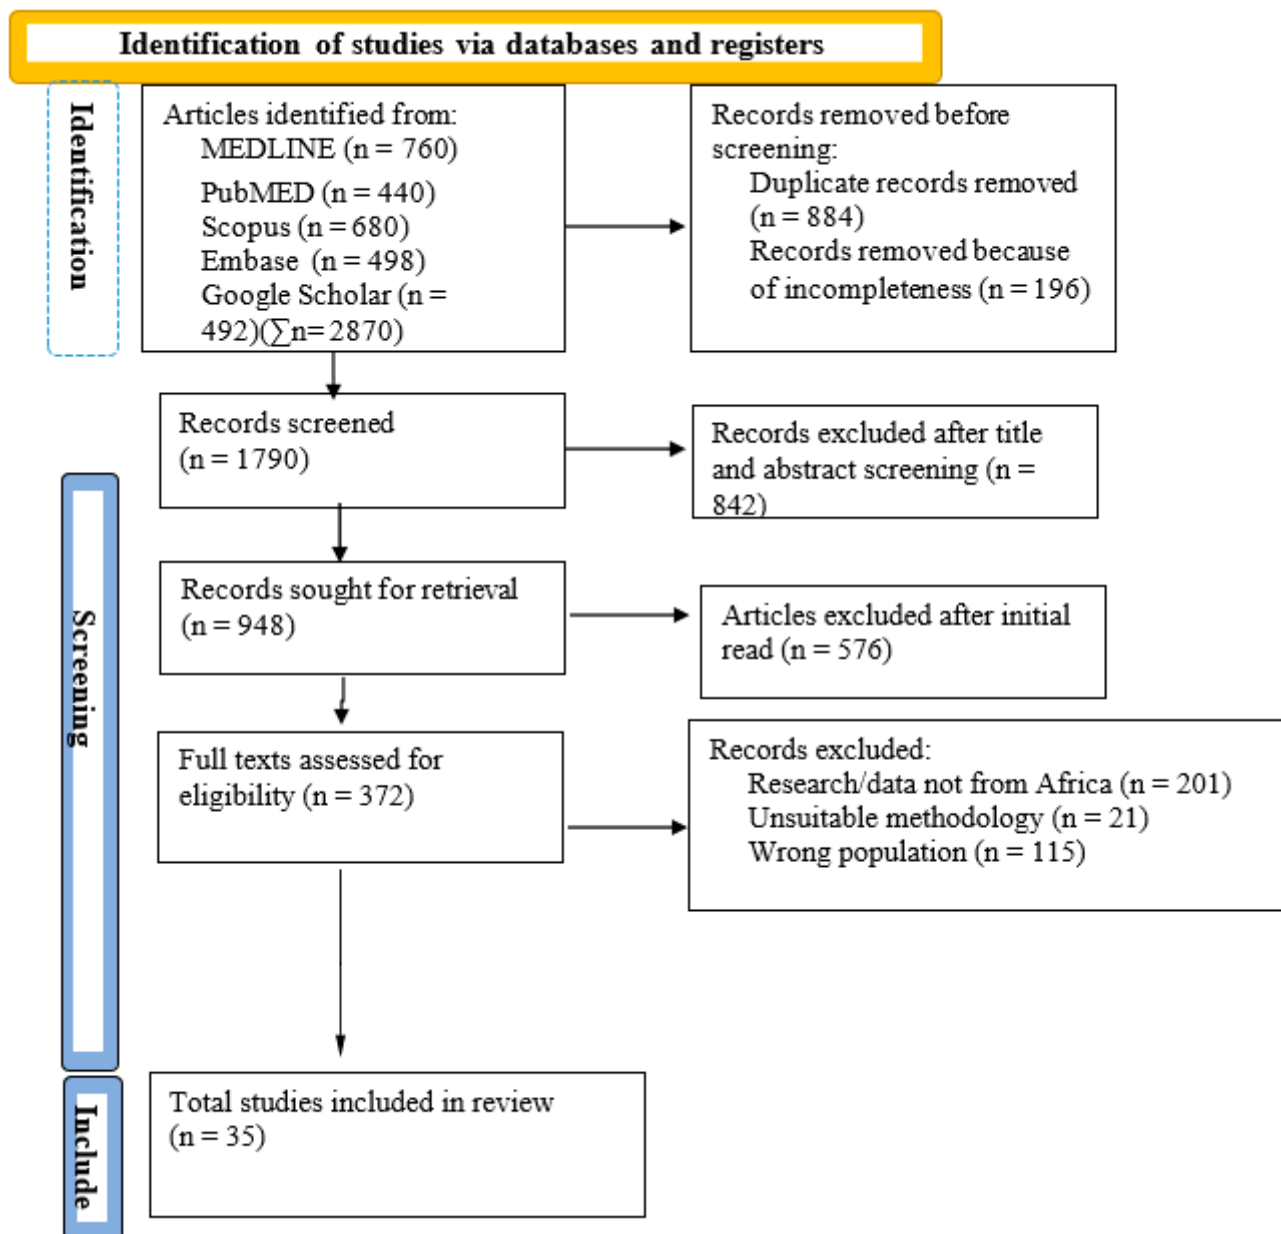 Identification of studies via databases and registers
Identification
Articles identified from:
MEDLINE (n = 760)
PubMED (n = 440)
Scopus (n = 680)
Embase (n = 498)
Google Scholar (n =
492)(∑n= 2870)
Records removed before
screening:
Duplicate records removed
(n = 884)
Records removed because
of incompleteness (n = 196)
Records screened
(n = 1790)
Records excluded after title
and abstract screening (n =
842)
Screening
Records sought for retrieval
(n = 948)
Articles excluded after initial
read (n = 576)
Full texts assessed for
eligibility (n = 372)
Records excluded:
Research/data not from Africa (n = 201)
Unsuitable methodology (n = 21)
Wrong population (n = 115)
Include
Total studies included in review
(n = 35)